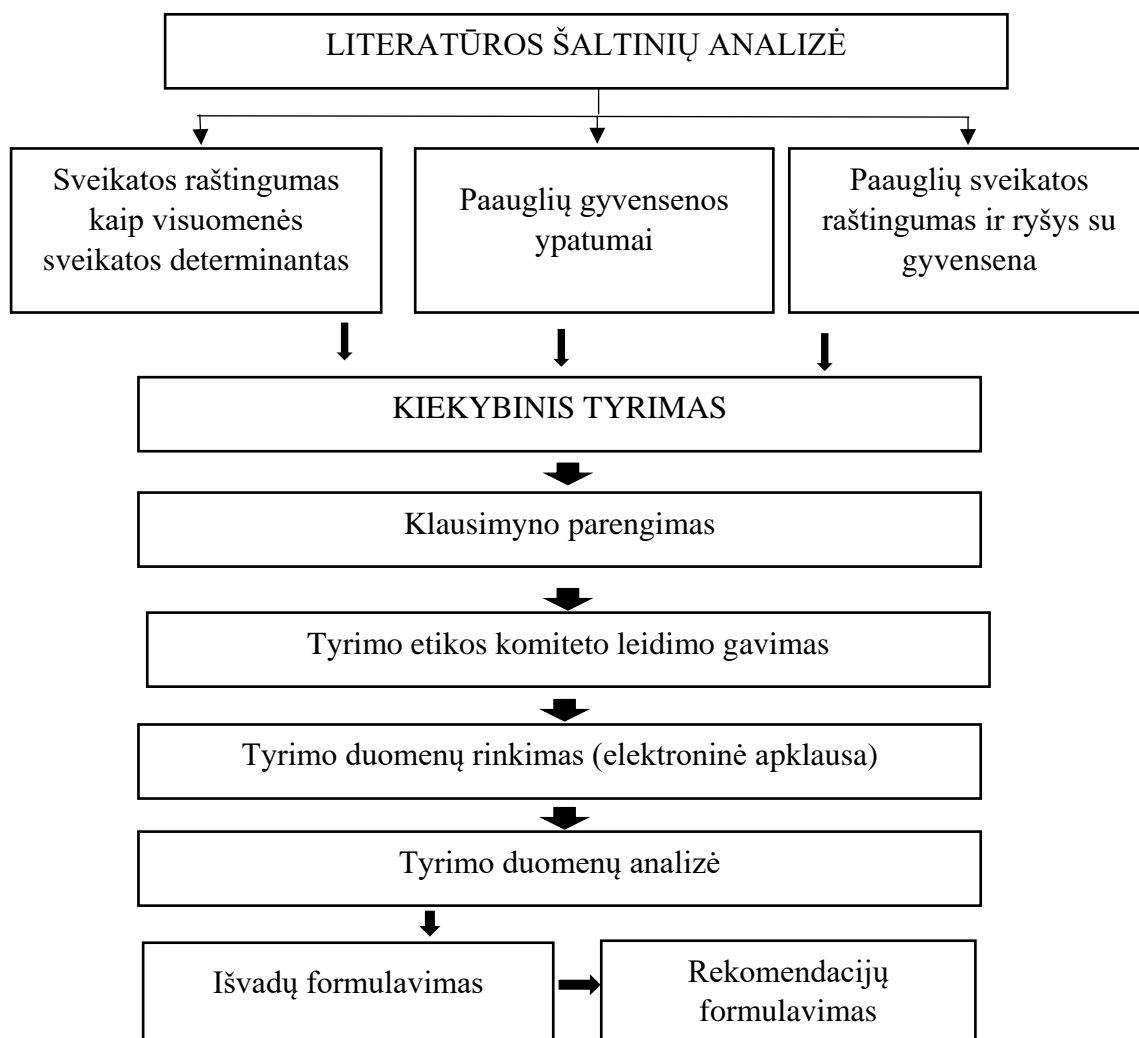 LITERATŪROS ŠALTINIŲ ANALIZĖ
Sveikatos raštingumas
kaip visuomenės
sveikatos determinantas
Paauglių gyvensenos
ypatumai
Paauglių sveikatos
raštingumas ir ryšys su
gyvensena
KIEKYBINIS TYRIMAS
Klausimyno parengimas
Tyrimo etikos komiteto leidimo gavimas
Tyrimo duomenų rinkimas (elektroninė apklausa)
Tyrimo duomenų analizė
Išvadų formulavimas
Rekomendacijų
formulavimas